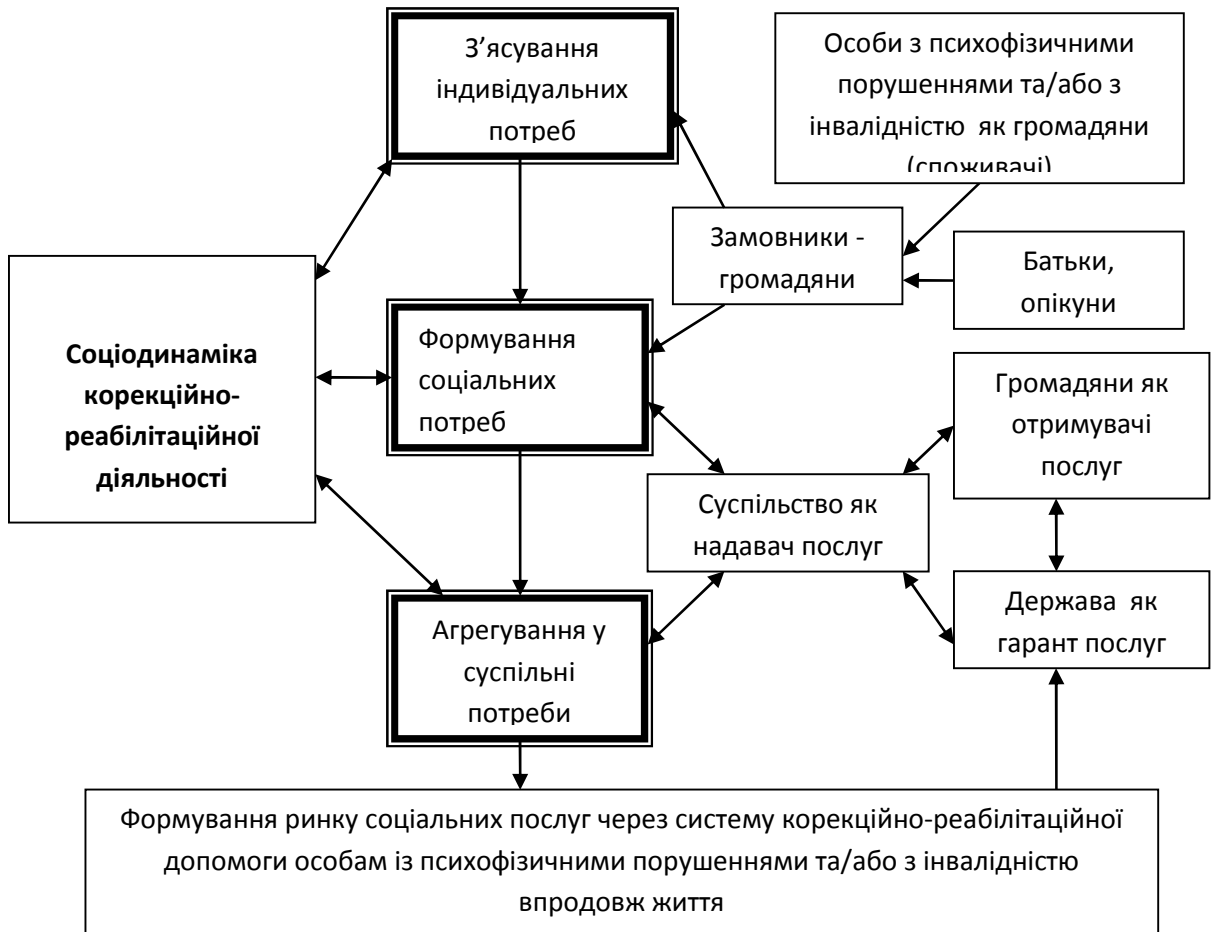 З’ясування
індивідуальних
потреб
Особи з психофізичними
порушеннями та/або з
інвалідністю як громадяни
(споживачі)
Замовники -
громадяни
Батьки,
опікуни
Соціодинаміка
корекційно-
реабілітаційної
діяльності
Формування
соціальних
потреб
Громадяни як
отримувачі
послуг
Суспільство як
надавач послуг
Держава як
гарант послуг
Агрегування у
суспільні
потреби
Формування ринку соціальних послуг через систему корекційно-реабілітаційної
допомоги особам із психофізичними порушеннями та/або з інвалідністю
впродовж життя